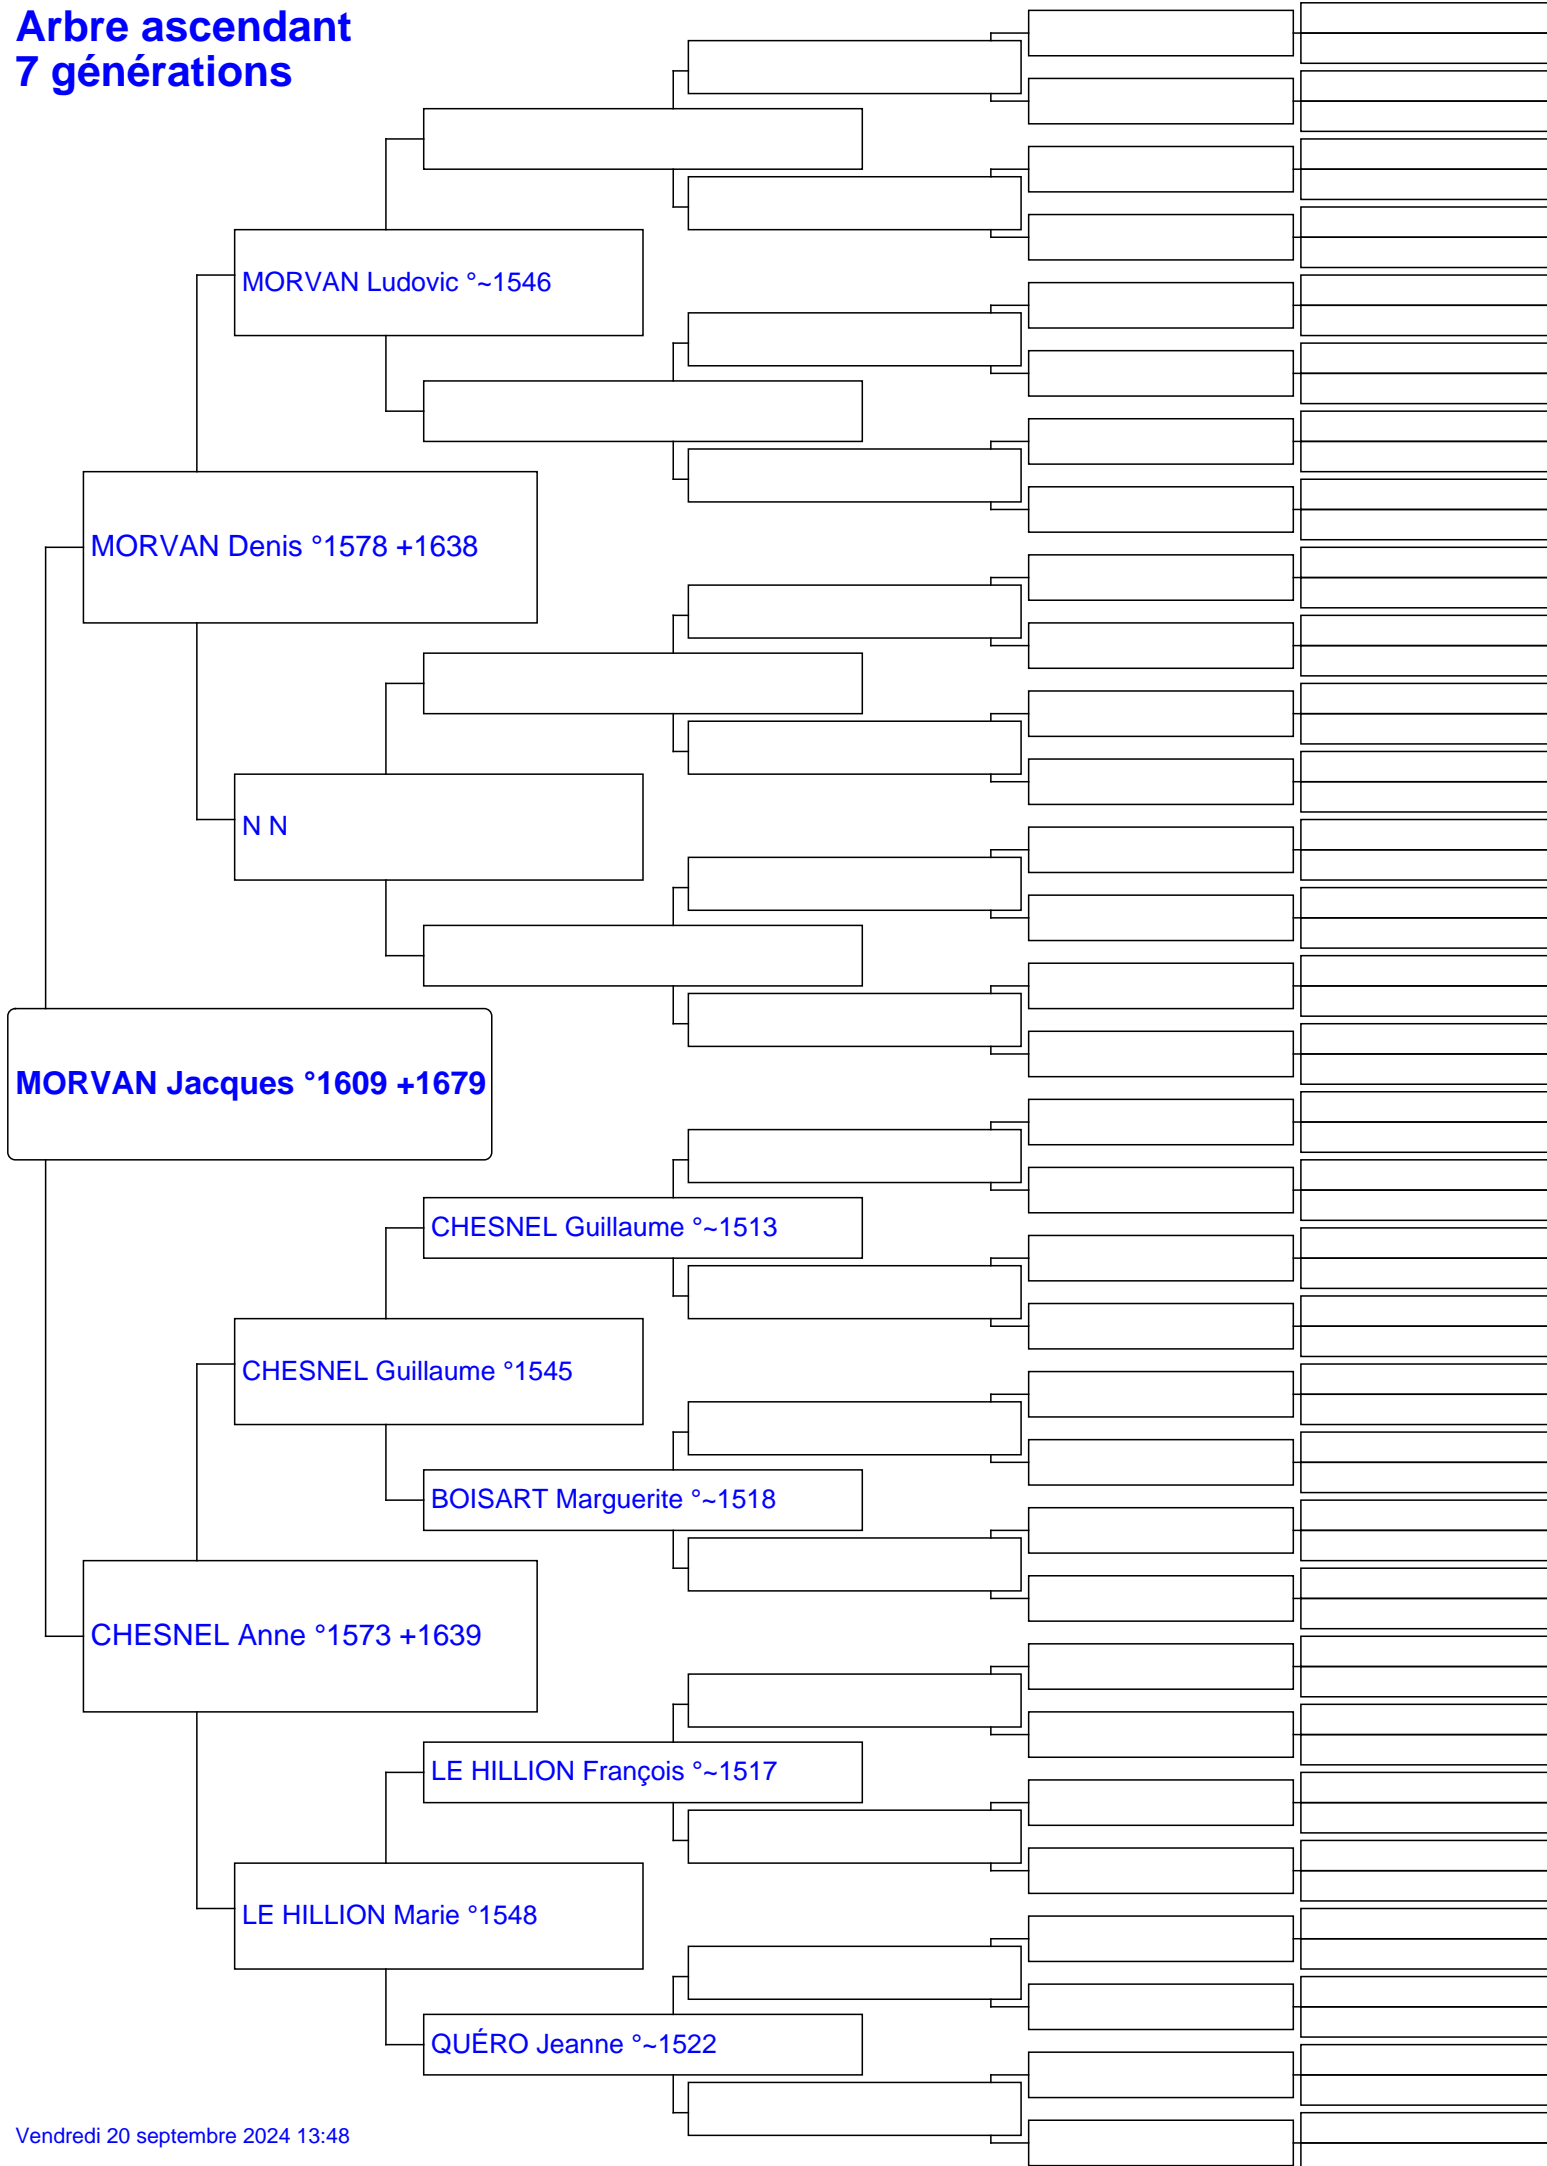 Arbre ascendant
7 générations
MORVAN Ludovic °~1546
MORVAN Denis °1578 +1638
N N
MORVAN Jacques °1609 +1679
CHESNEL Guillaume °~1513
CHESNEL Guillaume °1545
BOISART Marguerite °~1518
CHESNEL Anne °1573 +1639
LE HILLION François °~1517
LE HILLION Marie °1548
QUÉRO Jeanne °~1522
Vendredi 20 septembre 2024 13:48